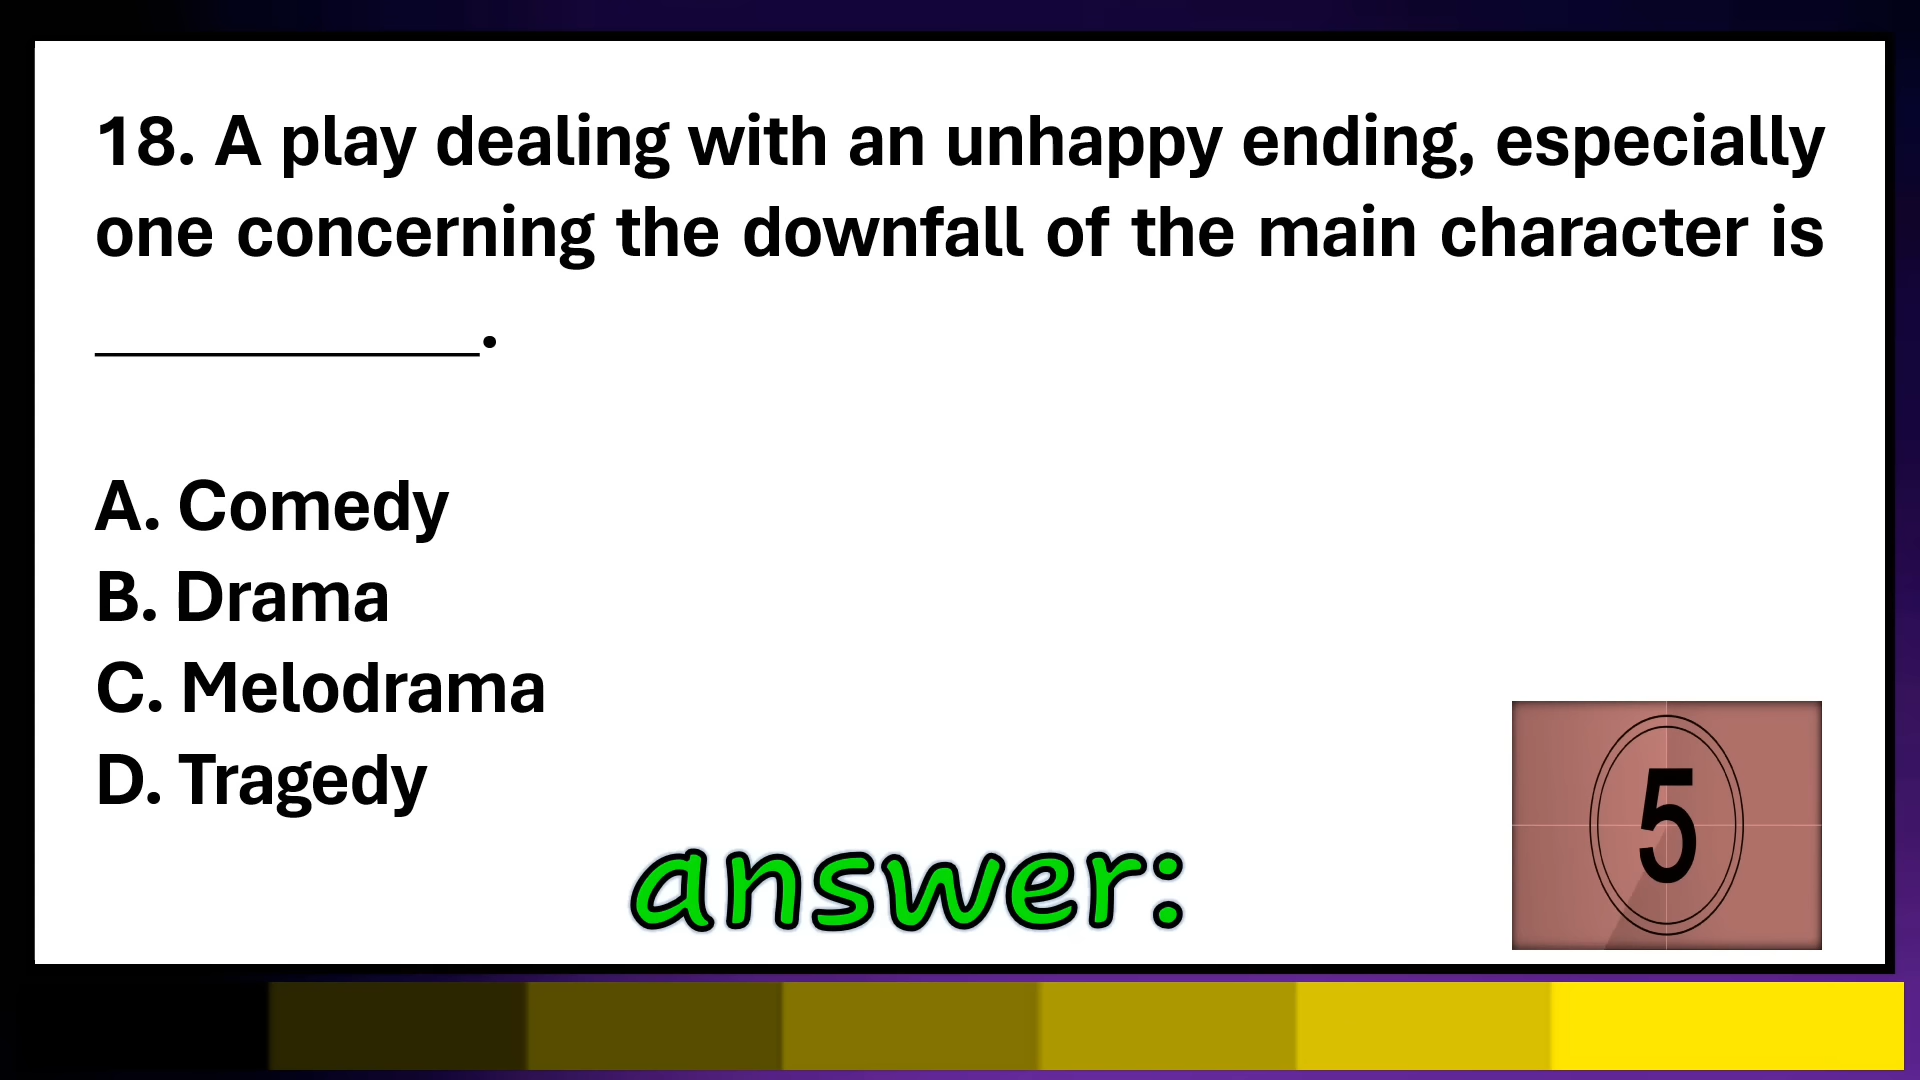 18. A play dealing with an unhappy ending, especially
one concerning the downfall of the main character is
____________.
A. Comedy
B. Drama
C. Melodrama
D. Tragedy
answer:
5